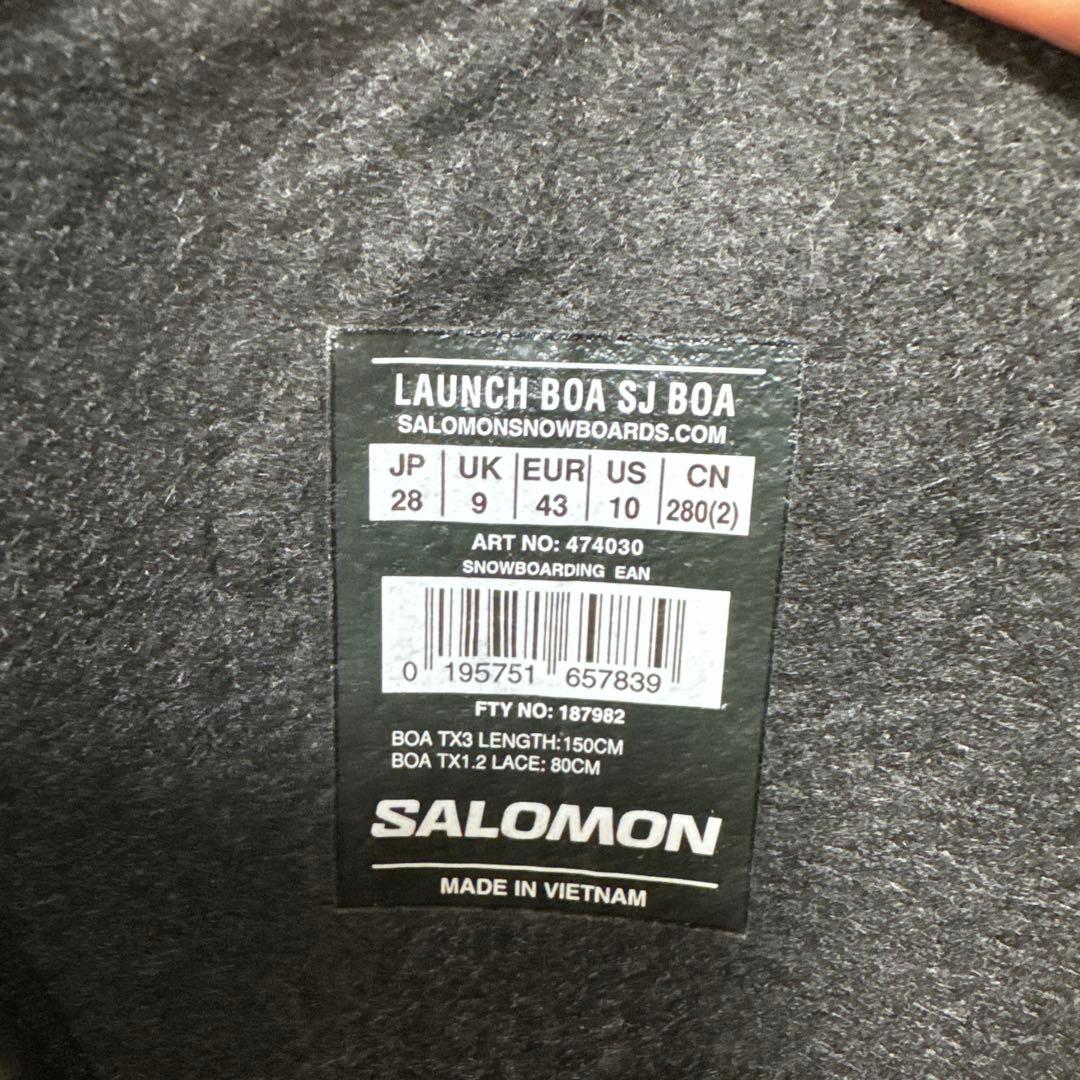 LAUNCH BOA SJ BOA
SALOMONSNOWBOARDS.COM
JP UK EUR US CN
28 9 43 10 280(2)
ART NO: 474030
SNOWBOARDING EAN
0 195751 657839
FTY NO: 187982
BOA TX3 LENGTH:150CM
BOA TX1.2 LACE: 80CM
SALOMON
MADE IN VIETNAM